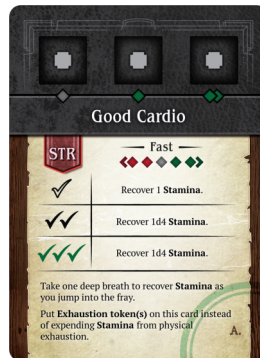 Good Cardio
STR
Fast
Recover 1 Stamina.
Recover 1d4 Stamina.
Recover 1d4 Stamina.
Take one deep breath to recover Stamina as
you jump into the fray.
Put Exhaustion token(s) on this card instead
of expending Stamina from physical
exhaustion.
A.